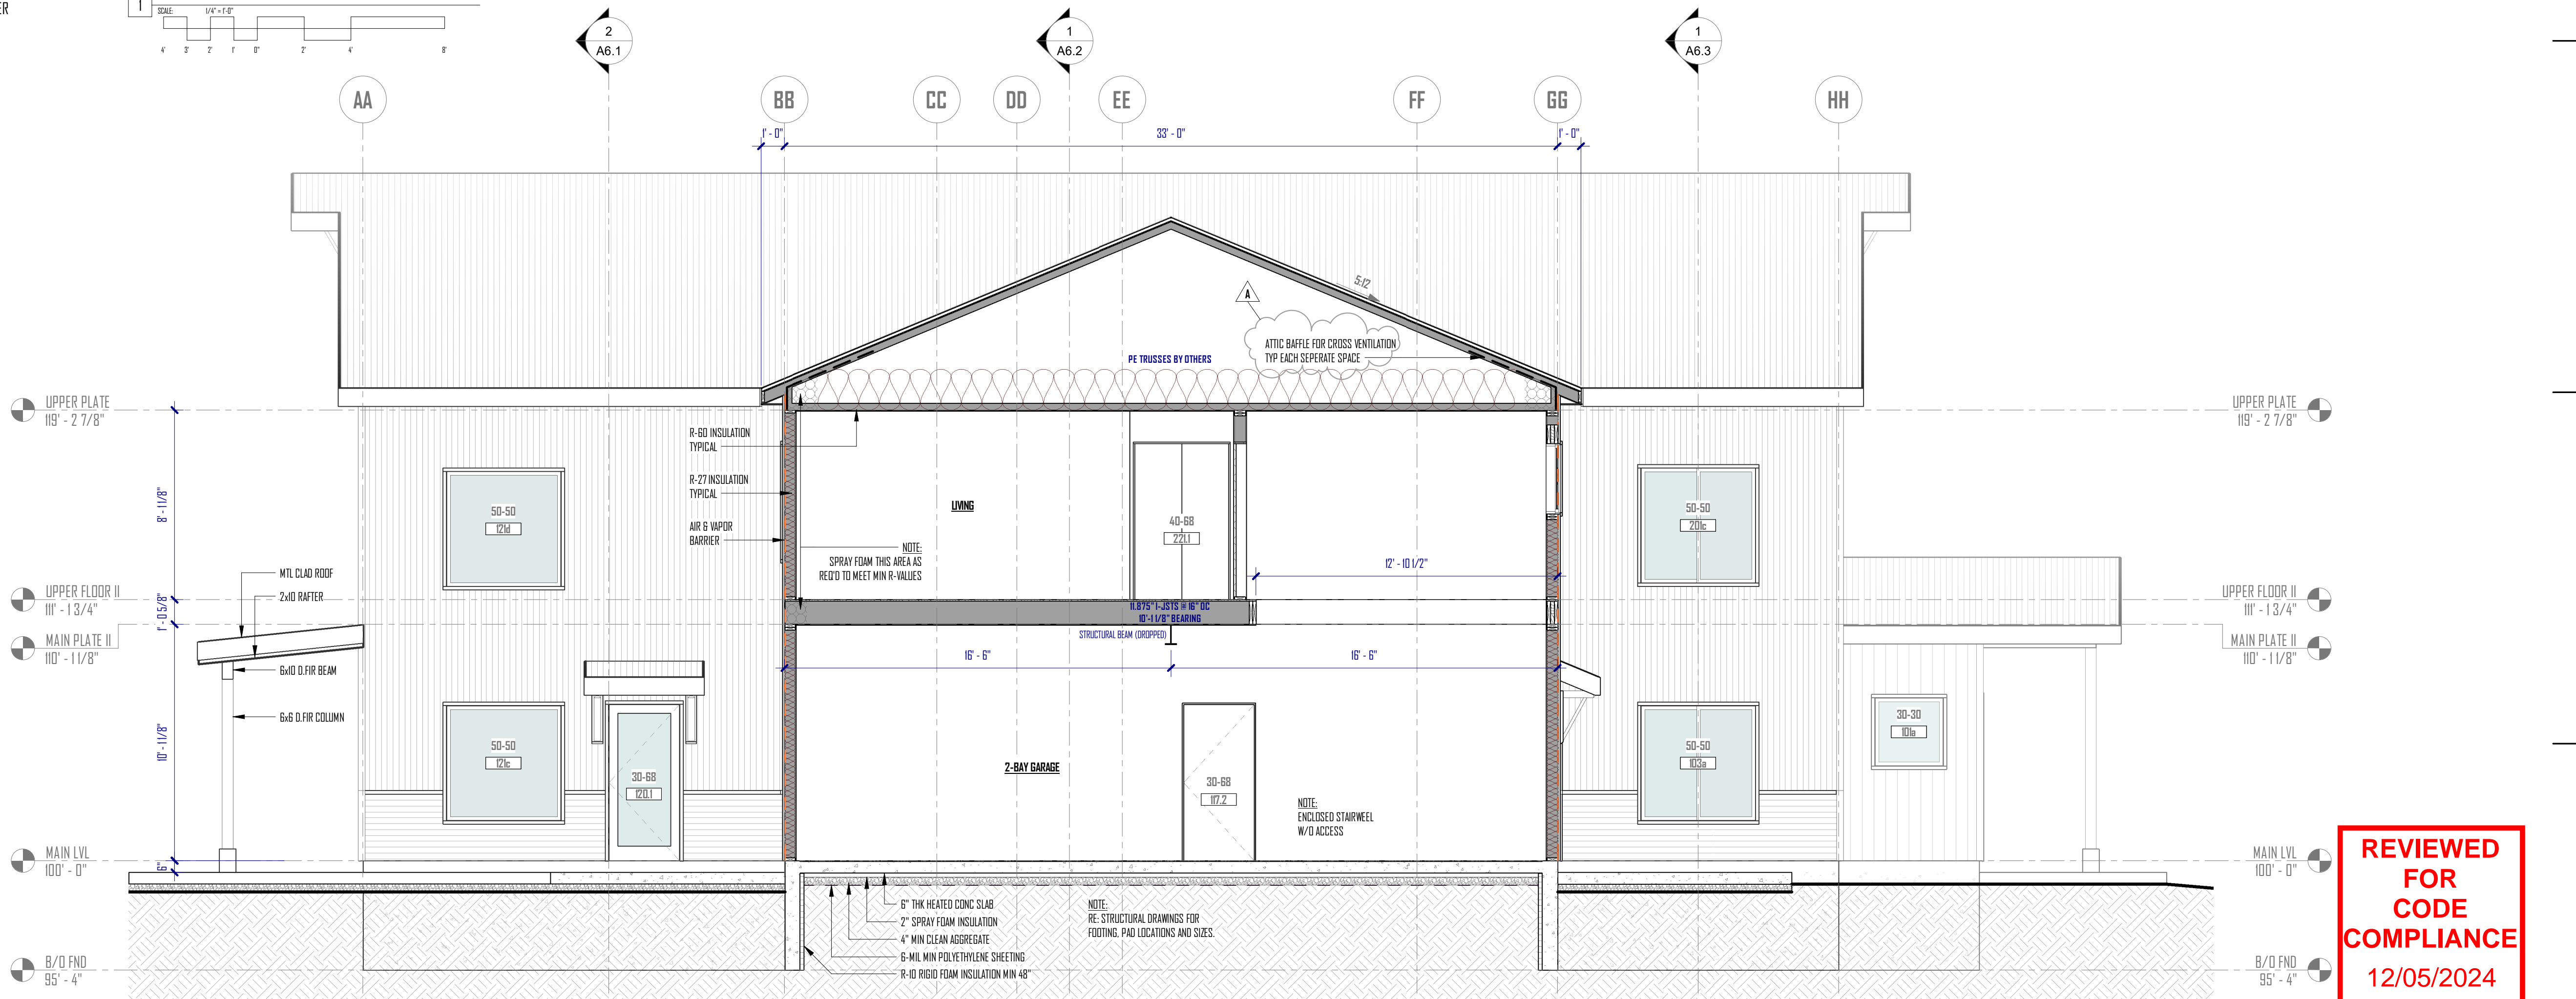 ER
1
SCALE: 1/4" = 1'-0"
4' 3' 2' 1' 0" 2' 4' 8'
2
A6.1
1
A6.2
1
A6.3
AA
BB
CC
DD
EE
FF
GG
HH
1' - 0"
33' - 0"
1' - 0"
5:12
A
ATTIC BAFFLE FOR CROSS VENTILATION
TYP EACH SEPERATE SPACE
PE TRUSSES BY OTHERS
UPPER PLATE
119' - 2 7/8"
UPPER PLATE
119' - 2 7/8"
R-60 INSULATION
TYPICAL
R-27 INSULATION
TYPICAL
AIR & VAPOR
BARRIER
NOTE:
SPRAY FOAM THIS AREA AS
REQ'D TO MEET MIN R-VALUES
LIVING
40-68
221.1
8' - 1 1/8"
50-50
121d
50-50
201c
12' - 10 1/2"
MTL CLAD ROOF
2x10 RAFTER
UPPER FLOOR II
111' - 1 3/4"
1' - 0 5/8"
MAIN PLATE II
110' - 1 1/8"
UPPER FLOOR II
111' - 1 3/4"
MAIN PLATE II
110' - 1 1/8"
11.875" I-JSTS @ 16" OC
10'-1 1/8" BEARING
STRUCTURAL BEAM (DROPPED)
16' - 6"
16' - 6"
6x10 D.FIR BEAM
6x6 D.FIR COLUMN
10' - 1 1/8"
50-50
121c
30-68
120.1
2-BAY GARAGE
30-68
117.2
NOTE:
ENCLOSED STAIRWEEL
W/O ACCESS
50-50
103a
30-30
101a
MAIN LVL
100' - 0"
6"
MAIN LVL
100' - 0"
6" THK HEATED CONC SLAB
2" SPRAY FOAM INSULATION
4" MIN CLEAN AGGREGATE
6-MIL MIN POLYETHYLENE SHEETING
R-10 RIGID FOAM INSULATION MIN 48"
NOTE:
RE: STRUCTURAL DRAWINGS FOR
FOOTING, PAD LOCATIONS AND SIZES.
B/O FND
95' - 4"
B/O FND
95' - 4"
REVIEWED
FOR
CODE
COMPLIANCE
12/05/2024